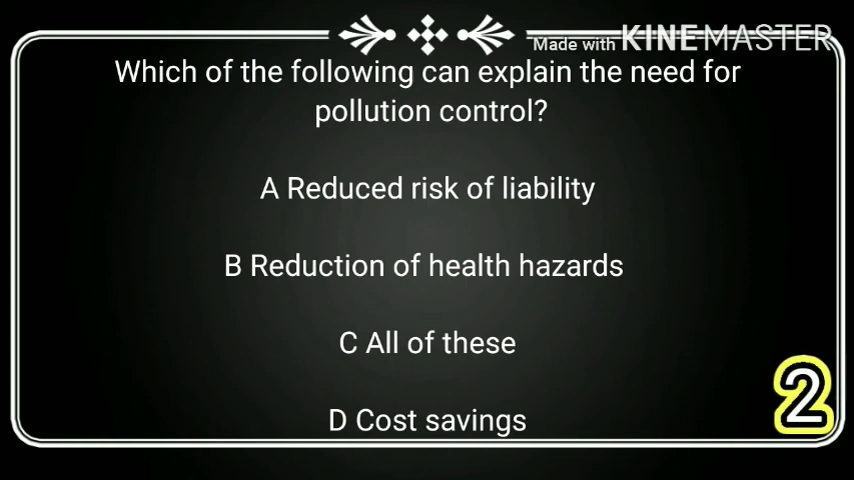 Made with KINEMASTER
Which of the following can explain the need for
pollution control?
A Reduced risk of liability
B Reduction of health hazards
C All of these
D Cost savings
2